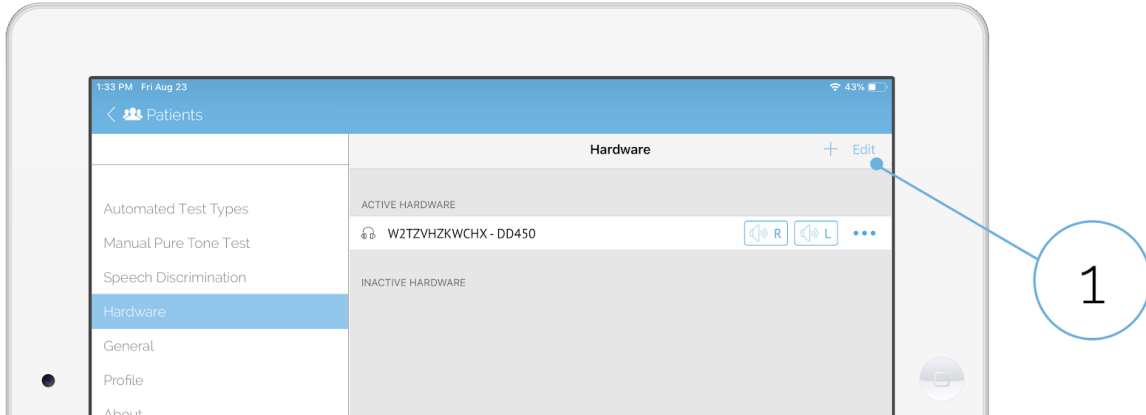 1:33 PM Fri Aug 23
43%
Patients
Hardware
Edit
Automated Test Types
Manual Pure Tone Test
Speech Discrimination
Hardware
General
Profile
About
ACTIVE HARDWARE
W2TZVHZKWCHX - DD450
R
L
INACTIVE HARDWARE
1